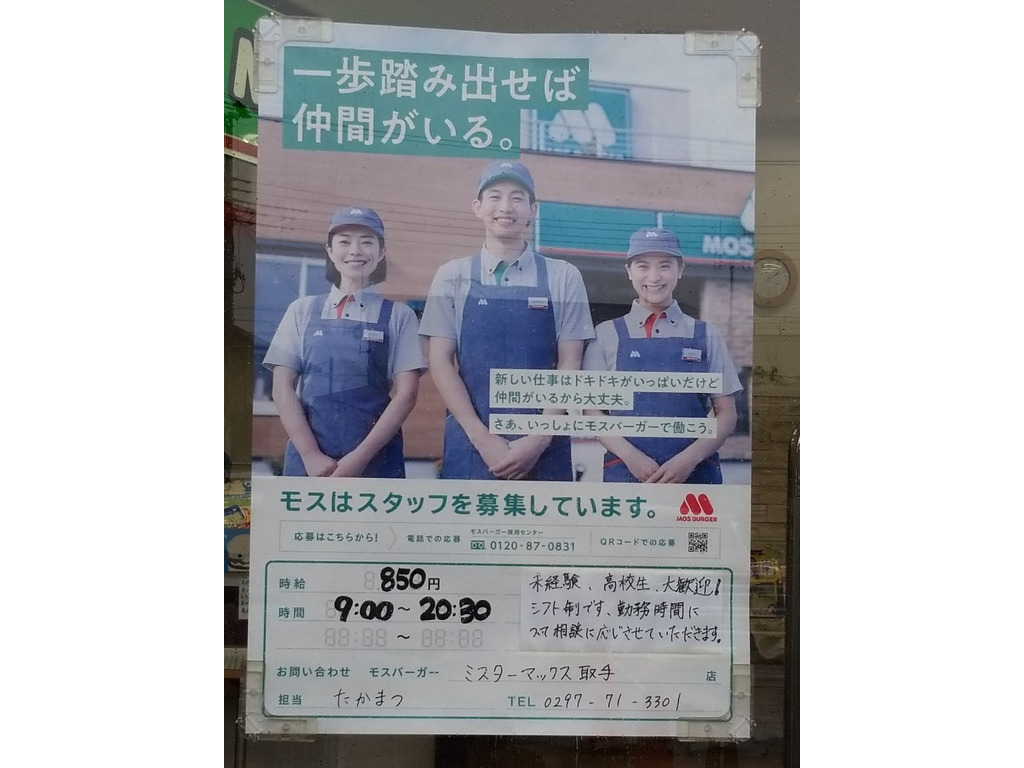 一歩踏み出せば
仲間がいる。
MOS
新しい仕事はドキドキがいっぱいだけど
仲間がいるから大丈夫。
さあ、いっしょにモスバーガーで働こう。
モスはスタッフを募集しています。
MOS BURGER
応募はこちらから! 電話での応募 モスバーガー採用センター 0120-87-0831 QRコードでの応募
時給 850円
時間 9:00~20:30
88:88 ~ 88:88
未経験、高校生、大歓迎!
シフト制です、勤務時間に
ついて相談に応じさせていただきます。
お問い合わせ モスバーガー ミスターマックス取手 店
担当 たかまつ TEL 0297-71-3301